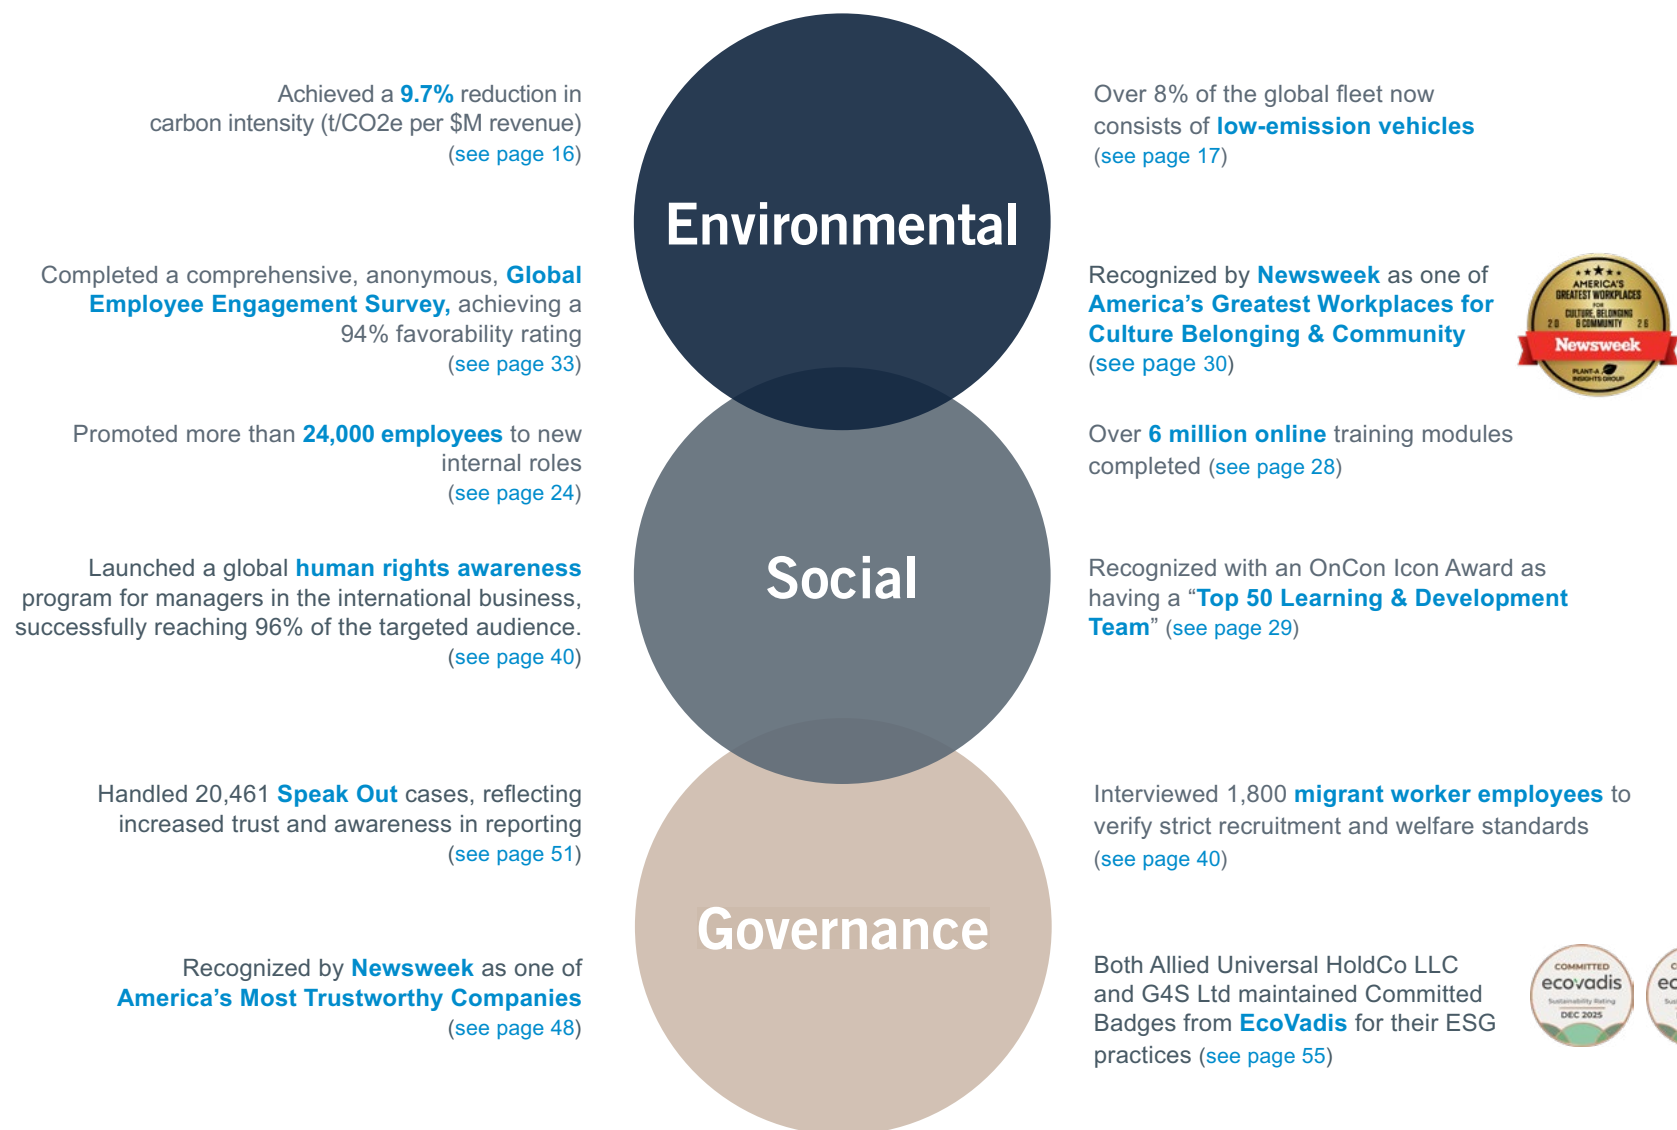 Achieved a 9.7% reduction in
carbon intensity (t/CO2e per $M revenue)
(see page 16)
Over 8% of the global fleet now
consists of low-emission vehicles
(see page 17)
Environmental
Completed a comprehensive, anonymous, Global
Employee Engagement Survey, achieving a
94% favorability rating
(see page 33)
Recognized by Newsweek as one of
America's Greatest Workplaces for
Culture Belonging & Community
(see page 30)
AMERICA'S
GREATEST WORKPLACES
FOR
CULTURE, BELONGING
20 & COMMUNITY 26
Newsweek
PLANT-A
INSIGHTS GROUP
Promoted more than 24,000 employees to new
internal roles
(see page 24)
Over 6 million online training modules
completed (see page 28)
Social
Launched a global human rights awareness
program for managers in the international business,
successfully reaching 96% of the targeted audience.
(see page 40)
Recognized with an OnCon Icon Award as
having a “Top 50 Learning & Development
Team” (see page 29)
Handled 20,461 Speak Out cases, reflecting
increased trust and awareness in reporting
(see page 51)
Interviewed 1,800 migrant worker employees to
verify strict recruitment and welfare standards
(see page 40)
Governance
Recognized by Newsweek as one of
America's Most Trustworthy Companies
(see page 48)
Both Allied Universal HoldCo LLC
and G4S Ltd maintained Committed
Badges from EcoVadis for their ESG
practices (see page 55)
COMMITTED
ecovadis
Sustainability Rating
DEC 2025